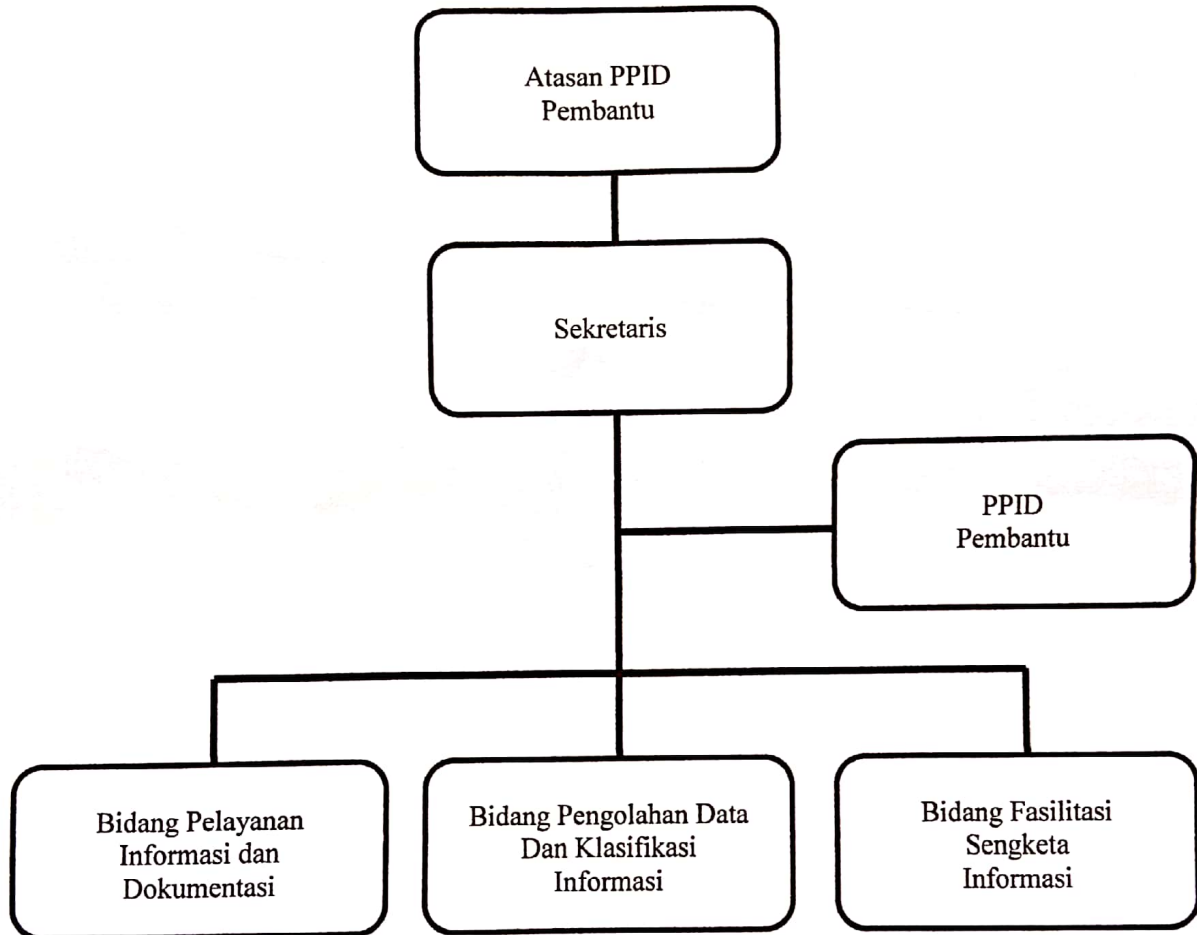 Atasan PPID
Pembantu
Sekretaris
PPID
Pembantu
Bidang Pelayanan
Informasi dan
Dokumentasi
Bidang Pengolahan Data
Dan Klasifikasi
Informasi
Bidang Fasilitasi
Sengketa
Informasi